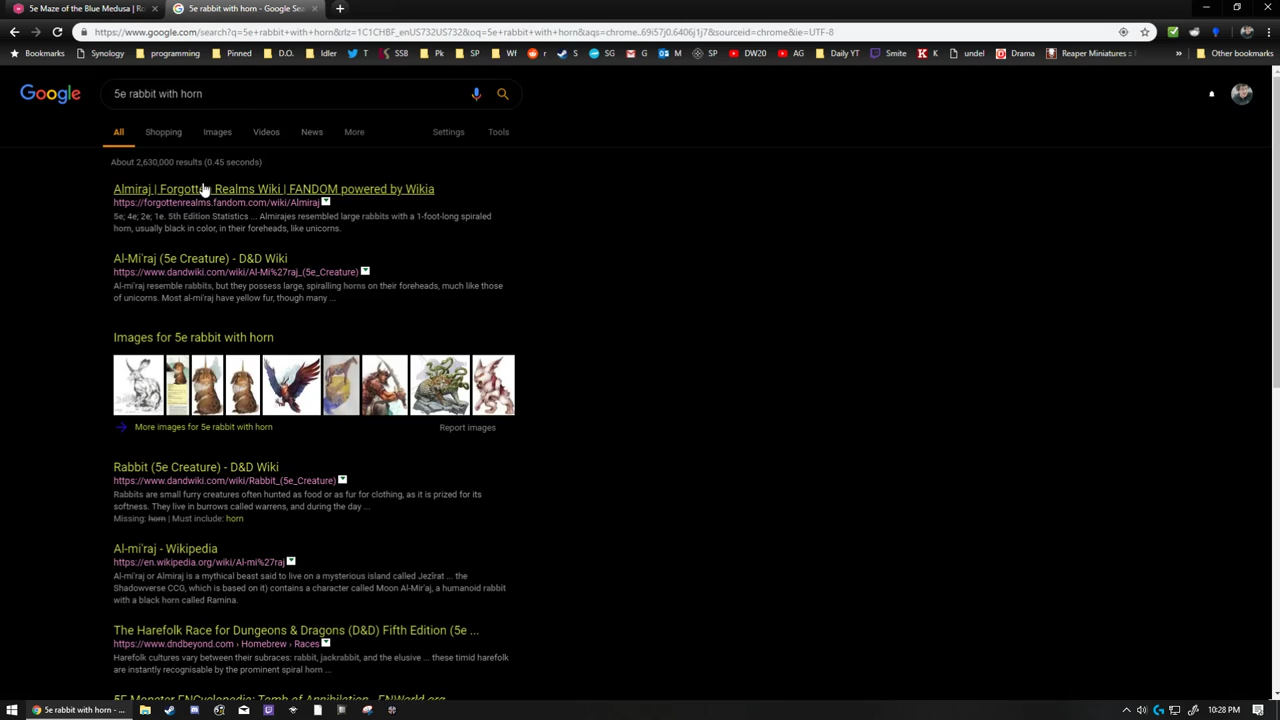 5e Maze of the Blue Medusa | Ro
5e rabbit with horn - Google Sea
https://www.google.com/search?q=5e+rabbit+with+horn&rlz=1C1CHBF_enUS732US732&oq=5e+rabbit+with+horn&aqs=chrome..69i57j0.6406j1j7&sourceid=chrome&ie=UTF-8
Bookmarks Synology programming Pinned D.O. Idler T SSB Pk SP Wf r S SG G M SP DW20 AG Daily YT Smite K undel Drama Reaper Miniatures = » Other bookmarks
Google 5e rabbit with horn
All Shopping Images Videos News More Settings Tools
About 2,630,000 results (0.45 seconds)
Almiraj | Forgotten Realms Wiki | FANDOM powered by Wikia
https://forgottenrealms.fandom.com/wiki/Almiraj
5e; 4e; 2e; 1e. 5th Edition Statistics ... Almirajes resembled large rabbits with a 1-foot-long spiraled
horn, usually black in color, in their foreheads, like unicorns.
Al-Mi'raj (5e Creature) - D&D Wiki
https://www.dandwiki.com/wiki/Al-Mi%27raj_(5e_Creature)
Al-mi'raj resemble rabbits, but they possess large, spiralling horns on their foreheads, much like those
of unicorns. Most al-mi'raj have yellow fur, though many ...
Images for 5e rabbit with horn
More images for 5e rabbit with horn Report images
Rabbit (5e Creature) - D&D Wiki
https://www.dandwiki.com/wiki/Rabbit_(5e_Creature)
Rabbits are small furry creatures often hunted as food or as fur for clothing, as it is prized for its
softness. They live in burrows called warrens, and during the day ...
Missing: horn | Must include: horn
Al-mi'raj - Wikipedia
https://en.wikipedia.org/wiki/Al-mi%27raj
Al-mi'raj or Almiraj is a mythical beast said to live on a mysterious island called Jezîrat ... the
Shadowverse CCG, which is based on it) contains a character called Moon Al-Mir'aj, a humanoid rabbit
with a black horn called Ramina.
The Harefolk Race for Dungeons & Dragons (D&D) Fifth Edition (5e ...
https://www.dndbeyond.com › Homebrew › Races
Harefolk cultures vary between their subraces: rabbit, jackrabbit, and the elusive ... these timid harefolk
are instantly recognisable by the prominent spiral horn ...
5E Monster ENCyclopedia: Tomb of Annihilation - ENWorld.org
5e rabbit with horn - ... 10:28 PM